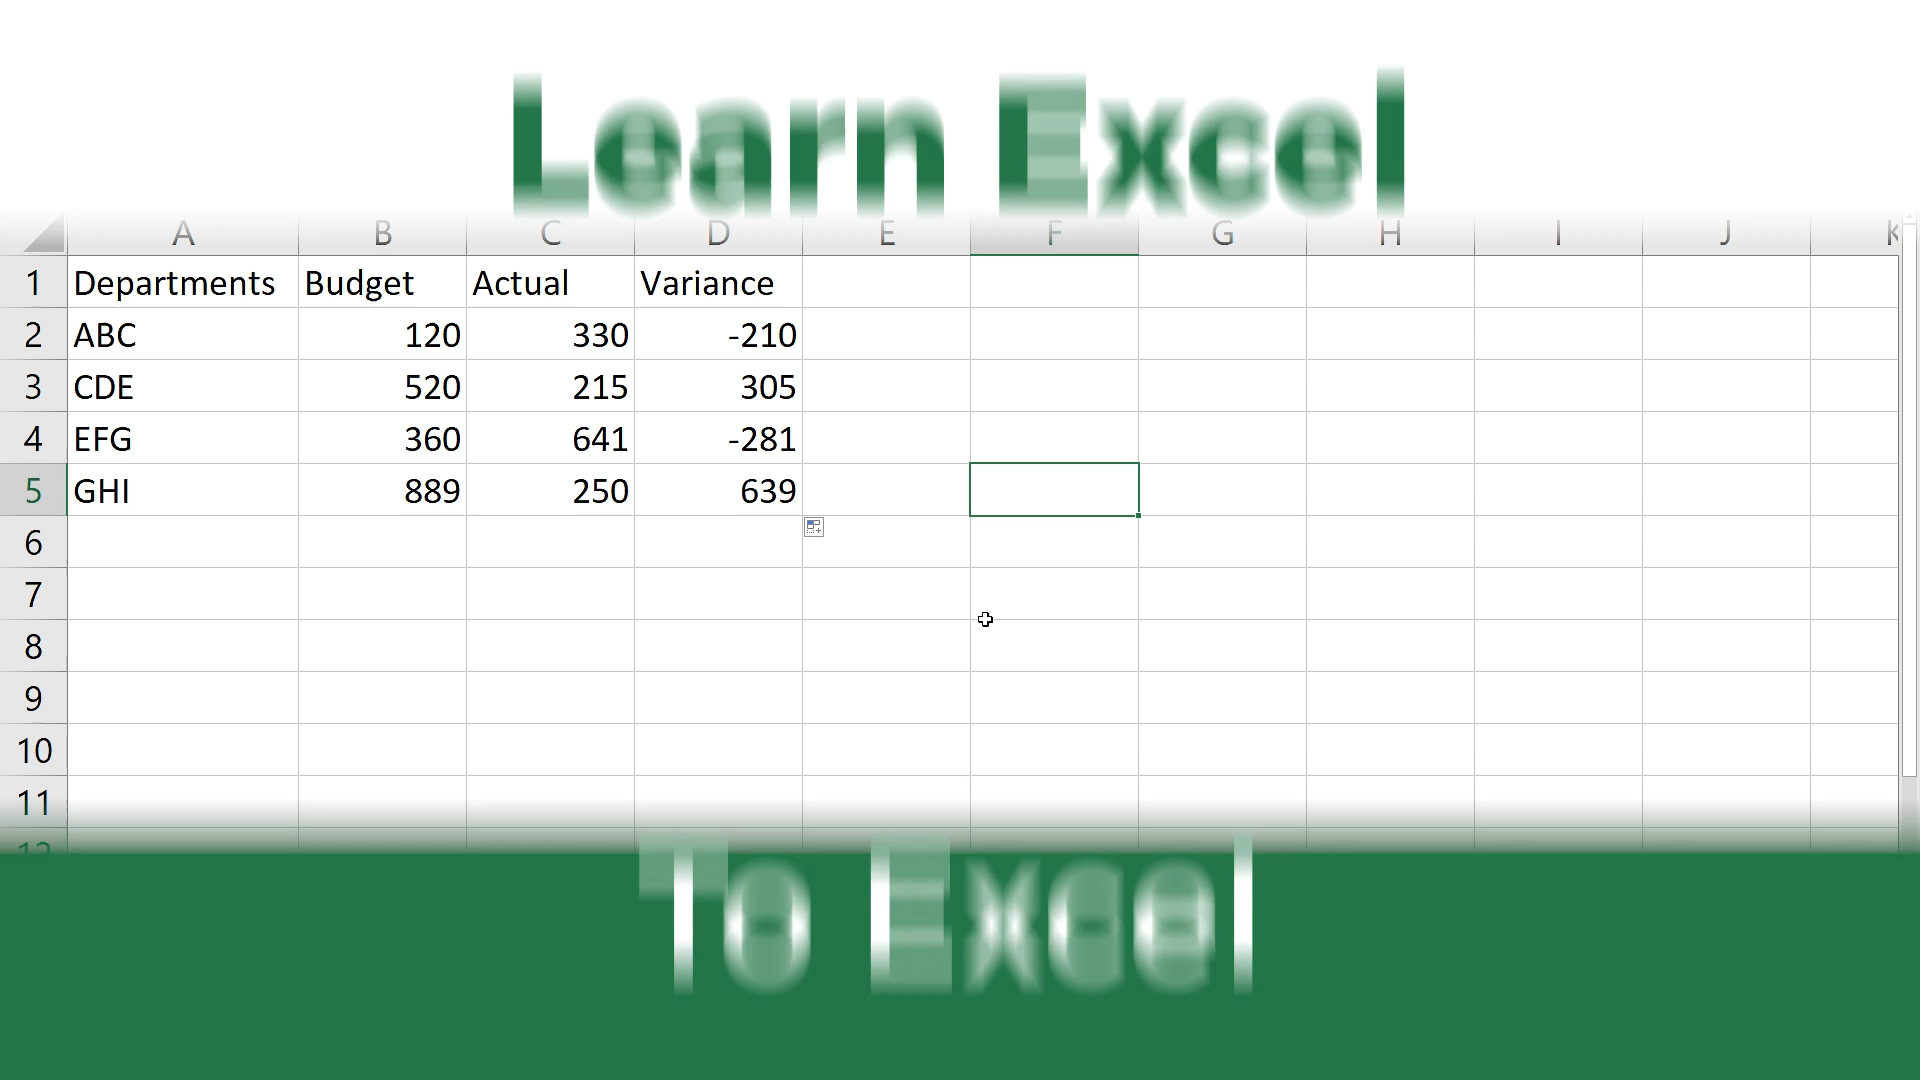 Learn Excel
A B C D E F G H I J K
1 Departments Budget Actual Variance
2 ABC 120 330 -210
3 CDE 520 215 305
4 EFG 360 641 -281
5 GHI 889 250 639
6
7
8
9
10
11
12
To Excel